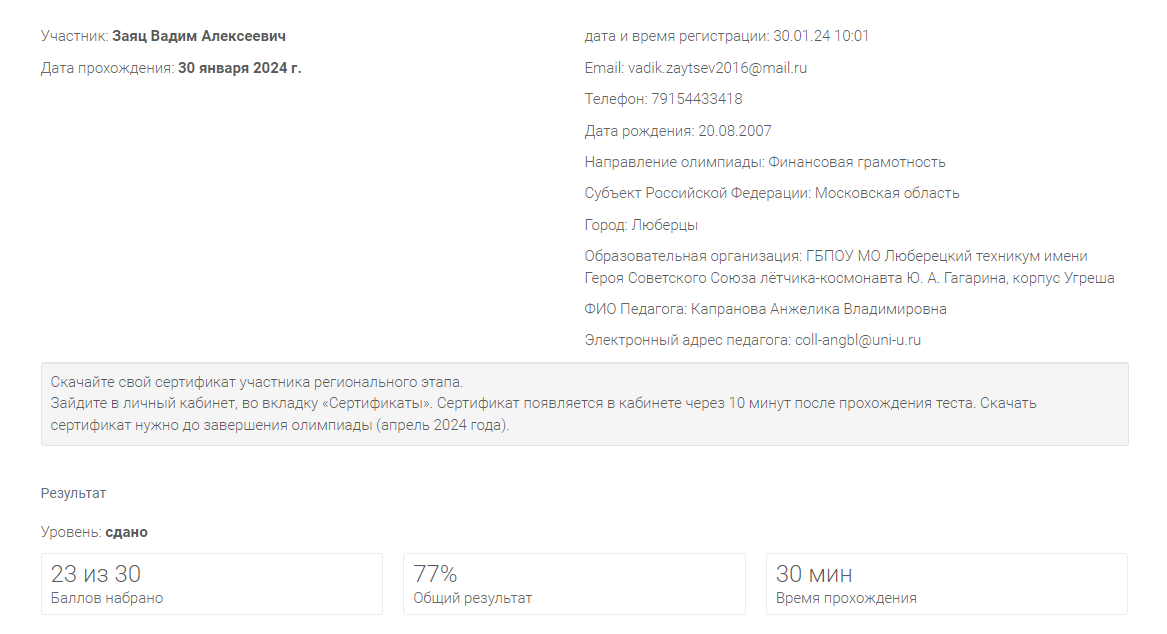 Участник: Заяц Вадим Алексеевич
Дата прохождения: 30 января 2024 г.
дата и время регистрации: 30.01.24 10:01
Email: vadik.zaytsev2016@mail.ru
Телефон: 79154433418
Дата рождения: 20.08.2007
Направление олимпиады: Финансовая грамотность
Субъект Российской Федерации: Московская область
Город: Люберцы
Образовательная организация: ГБПОУ МО Люберецкий техникум имени
Героя Советского Союза лётчика-космонавта Ю. А. Гагарина, корпус Угреша
ФИО Педагога: Капранова Анжелика Владимировна
Электронный адрес педагога: coll-angbl@uni-u.ru
Скачайте свой сертификат участника регионального этапа.
Зайдите в личный кабинет, во вкладку «Сертификаты». Сертификат появляется в кабинете через 10 минут после прохождения теста. Скачать
сертификат нужно до завершения олимпиады (апрель 2024 года).
Результат
Уровень: сдано
23 из 30
Баллов набрано
77%
Общий результат
30 мин
Время прохождения